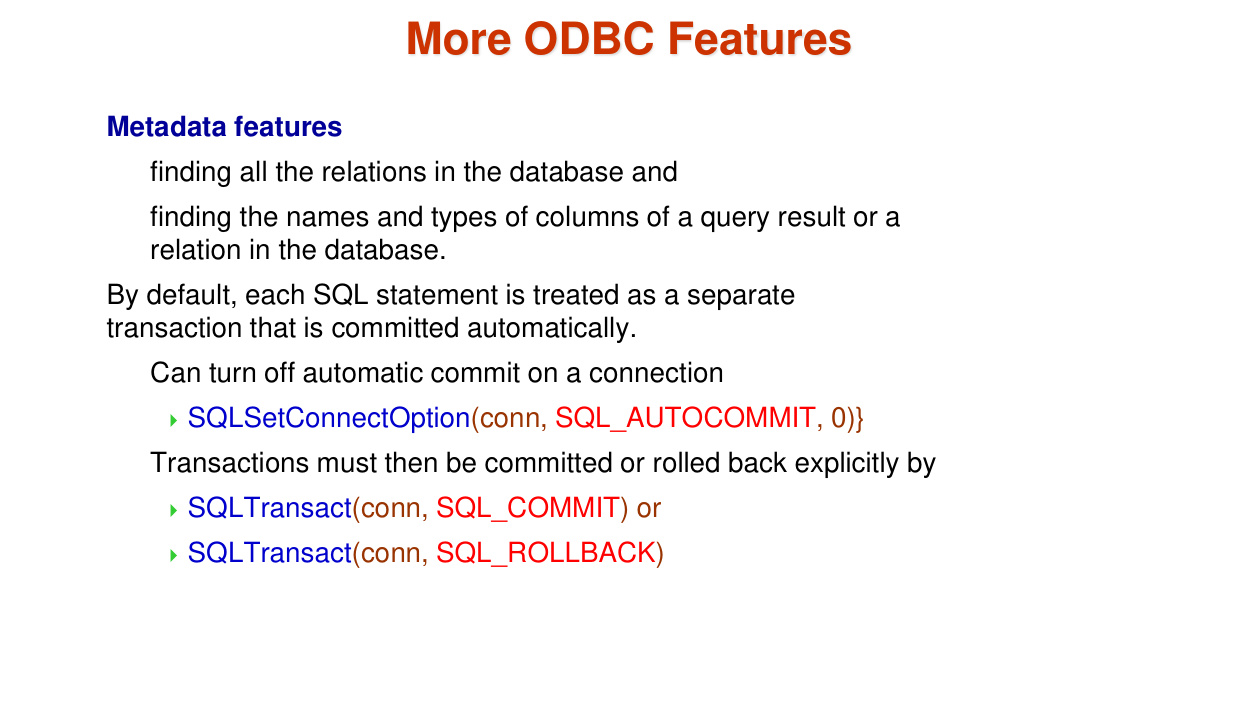 More ODBC Features
Metadata features
finding all the relations in the database and
finding the names and types of columns of a query result or a
relation in the database.
By default, each SQL statement is treated as a separate
transaction that is committed automatically.
Can turn off automatic commit on a connection
SQLSetConnectOption(conn, SQL_AUTOCOMMIT, 0)}
Transactions must then be committed or rolled back explicitly by
SQLTransact(conn, SQL_COMMIT) or
SQLTransact(conn, SQL_ROLLBACK)